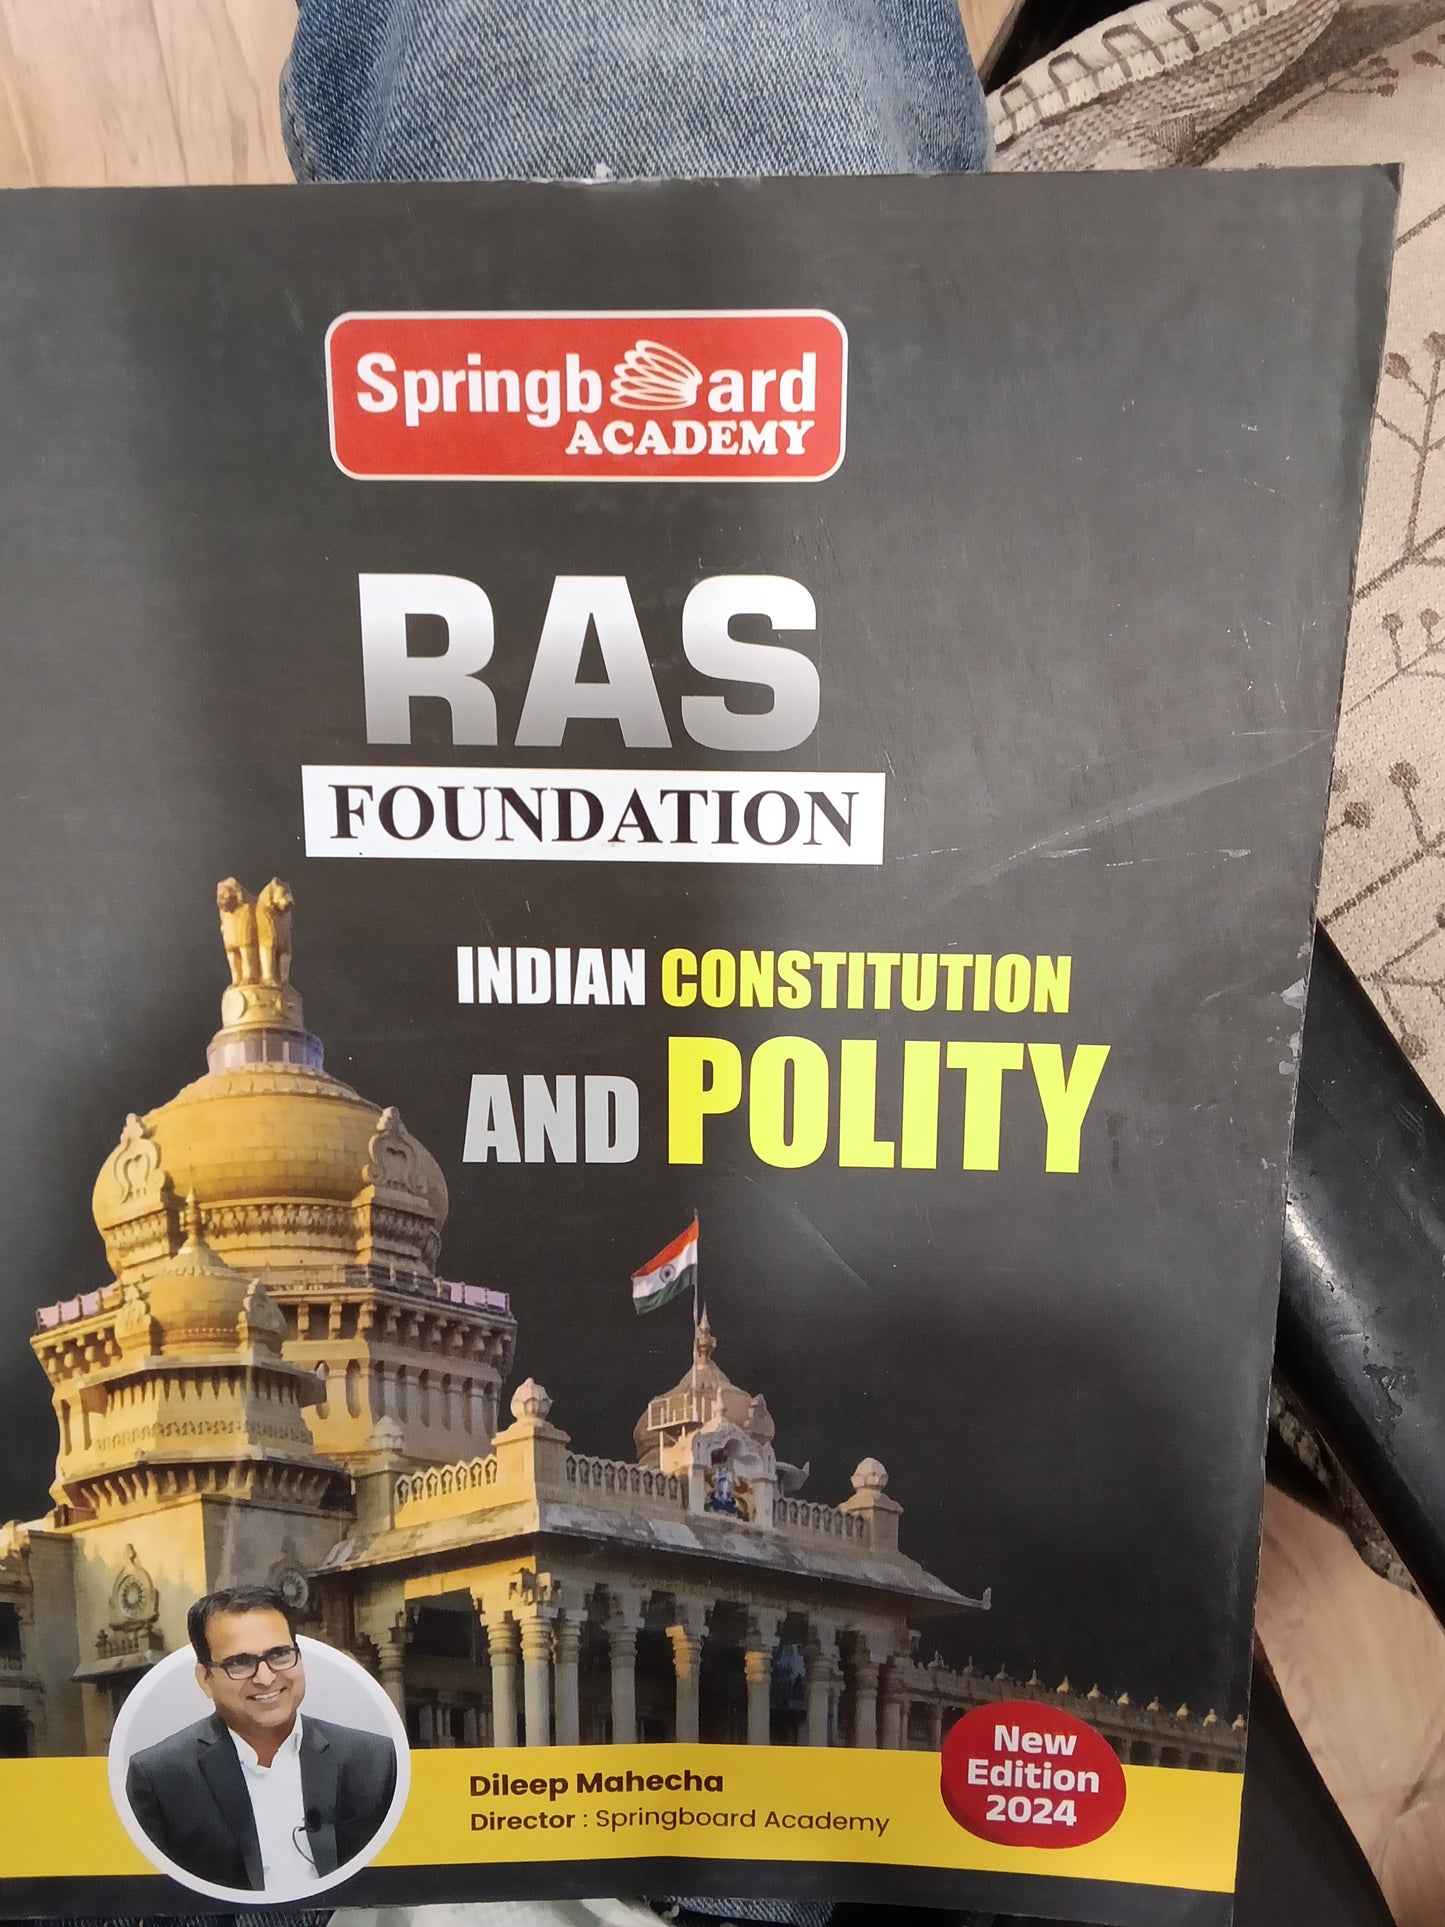 Springboard
ACADEMY
RAS
FOUNDATION
INDIAN CONSTITUTION
AND POLITY
Dileep Mahecha
Director : Springboard Academy
New
Edition
2024